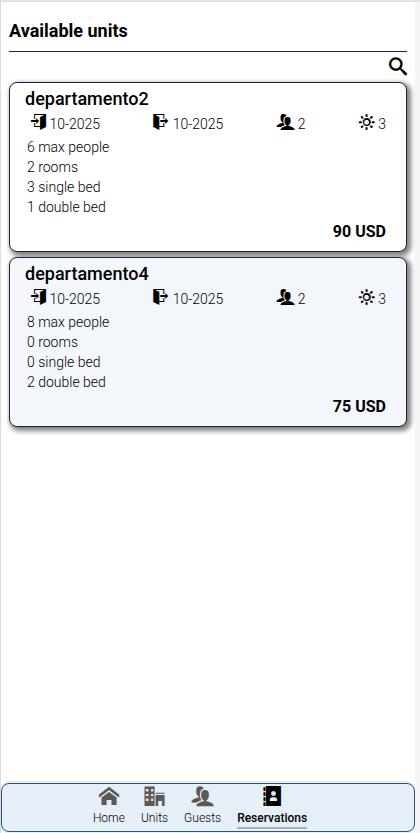 Available units
departamento2
10-2025 10-2025 2 3
6 max people
2 rooms
3 single bed
1 double bed
90 USD
departamento4
10-2025 10-2025 2 3
8 max people
0 rooms
0 single bed
2 double bed
75 USD
Home Units Guests Reservations